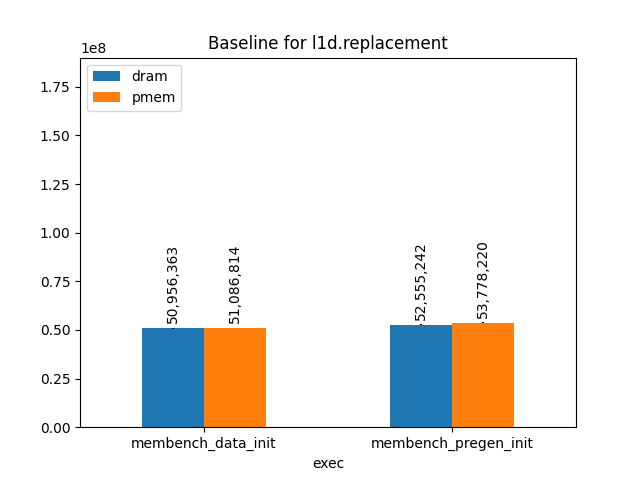 Baseline for l1d.replacement
1e8
dram
pmem
1.75
1.50
1.25
1.00
0.75
0.50
0.25
0.00
50,956,363
51,086,814
52,555,242
53,778,220
membench_data_init
membench_pregen_init
exec